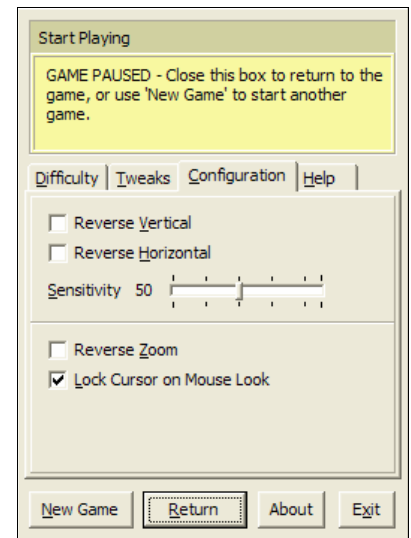 Start Playing
GAME PAUSED - Close this box to return to the
game, or use 'New Game' to start another
game.
Difficulty Tweaks Configuration Help
Reverse Vertical
Reverse Horizontal
Sensitivity 50
Reverse Zoom
Lock Cursor on Mouse Look
New Game Return About Exit